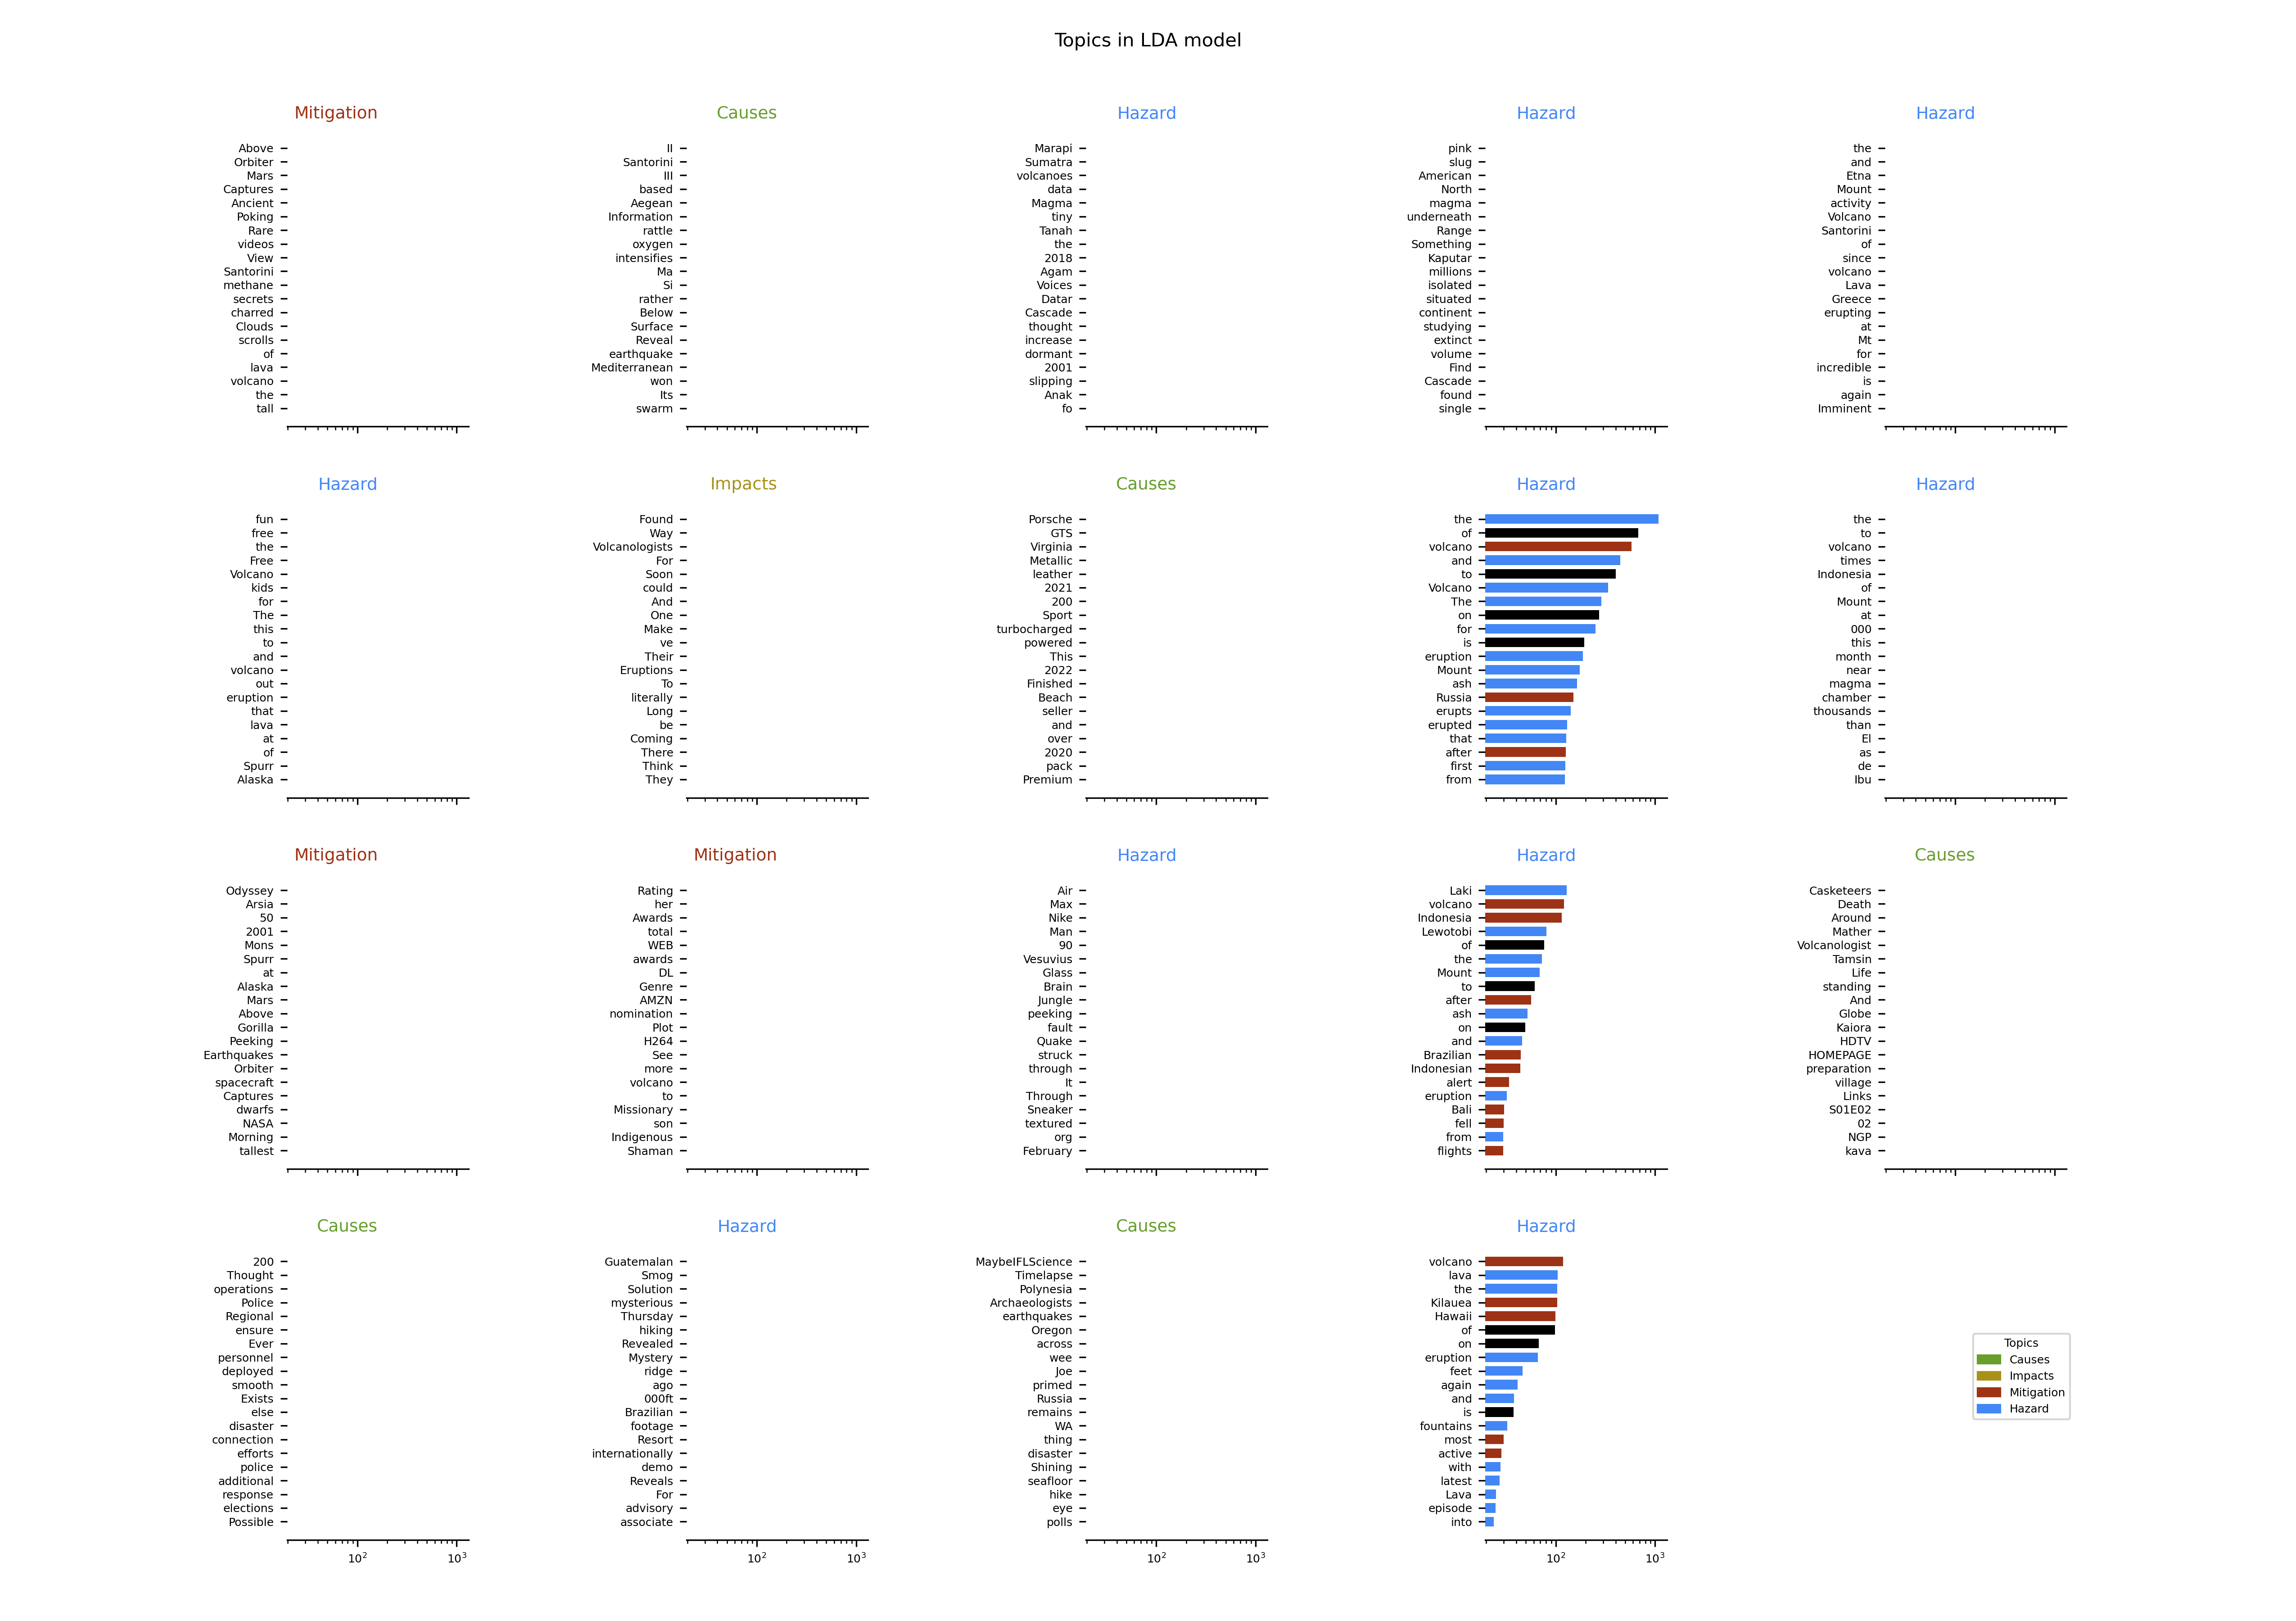 Topics in LDA model
Mitigation
Above
Orbiter
Mars
Captures
Ancient
Poking
Rare
videos
View
Santorini
methane
secrets
charred
Clouds
scrolls
of
lava
volcano
the
tall
Causes
II
Santorini
III
based
Aegean
Information
rattle
oxygen
intensifies
Ma
Si
rather
Below
Surface
Reveal
earthquake
Mediterranean
won
Its
swarm
Hazard
Marapi
Sumatra
volcanoes
data
Magma
tiny
Tanah
the
2018
Agam
Voices
Datar
Cascade
thought
increase
dormant
2001
slipping
Anak
fo
Hazard
pink
slug
American
North
magma
underneath
Range
Something
Kaputar
millions
isolated
situated
continent
studying
extinct
volume
Find
Cascade
found
single
Hazard
the
and
Etna
Mount
activity
Volcano
Santorini
of
since
volcano
Lava
Greece
erupting
at
Mt
for
incredible
is
again
Imminent
Hazard
fun
free
the
Free
Volcano
kids
for
The
this
to
and
volcano
out
eruption
that
lava
at
of
Spurr
Alaska
Impacts
Found
Way
Volcanologists
For
Soon
could
And
One
Make
ve
Their
Eruptions
To
literally
Long
be
Coming
There
Think
They
Causes
Porsche
GTS
Virginia
Metallic
leather
2021
200
Sport
turbocharged
powered
This
2022
Finished
Beach
seller
and
over
2020
pack
Premium
Hazard
the
of
volcano
and
to
Volcano
The
on
for
is
eruption
Mount
ash
Russia
erupts
erupted
that
after
first
from
Hazard
the
to
volcano
times
Indonesia
of
Mount
at
000
this
month
near
magma
chamber
thousands
than
El
as
de
Ibu
Mitigation
Odyssey
Arsia
50
2001
Mons
Spurr
at
Alaska
Mars
Above
Gorilla
Peeking
Earthquakes
Orbiter
spacecraft
Captures
dwarfs
NASA
Morning
tallest
Mitigation
Rating
her
Awards
total
WEB
awards
DL
Genre
AMZN
nomination
Plot
H264
See
more
volcano
to
Missionary
son
Indigenous
Shaman
Hazard
Air
Max
Nike
Man
90
Vesuvius
Glass
Brain
Jungle
peeking
fault
Quake
struck
through
It
Through
Sneaker
textured
org
February
Hazard
Laki
volcano
Indonesia
Lewotobi
of
the
Mount
to
after
ash
on
and
Brazilian
Indonesian
alert
eruption
Bali
fell
from
flights
Causes
Casketeers
Death
Around
Mather
Volcanologist
Tamsin
Life
standing
And
Globe
Kaiora
HDTV
HOMEPAGE
preparation
village
Links
S01E02
02
NGP
kava
Causes
200
Thought
operations
Police
Regional
ensure
Ever
personnel
deployed
smooth
Exists
else
disaster
connection
efforts
police
additional
response
elections
Possible
10² 10³
Hazard
Guatemalan
Smog
Solution
mysterious
Thursday
hiking
Revealed
Mystery
ridge
ago
000ft
Brazilian
footage
Resort
internationally
demo
Reveals
For
advisory
associate
10² 10³
Causes
MaybeIFLScience
Timelapse
Polynesia
Archaeologists
earthquakes
Oregon
across
wee
Joe
primed
Russia
remains
WA
thing
disaster
Shining
seafloor
hike
eye
polls
10² 10³
Hazard
volcano
lava
the
Kilauea
Hawaii
of
on
eruption
feet
again
and
is
fountains
most
active
with
latest
Lava
episode
into
10² 10³
Topics
Causes
Impacts
Mitigation
Hazard